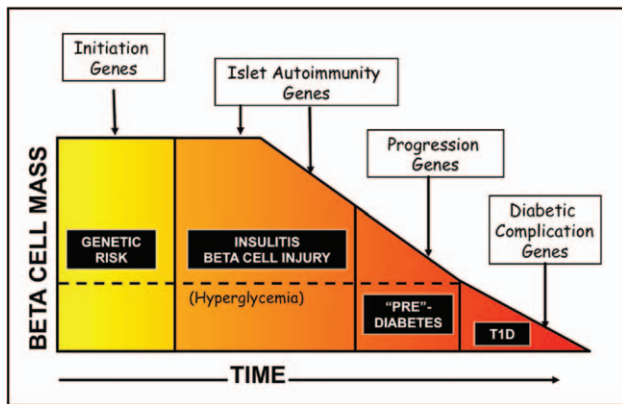 Initiation
Genes
Islet Autoimmunity
Genes
Progression
Genes
Diabetic
Complication
Genes
BETA CELL MASS
GENETIC
RISK
INSULITIS
BETA CELL INJURY
(Hyperglycemia)
"PRE"-
DIABETES
T1D
TIME